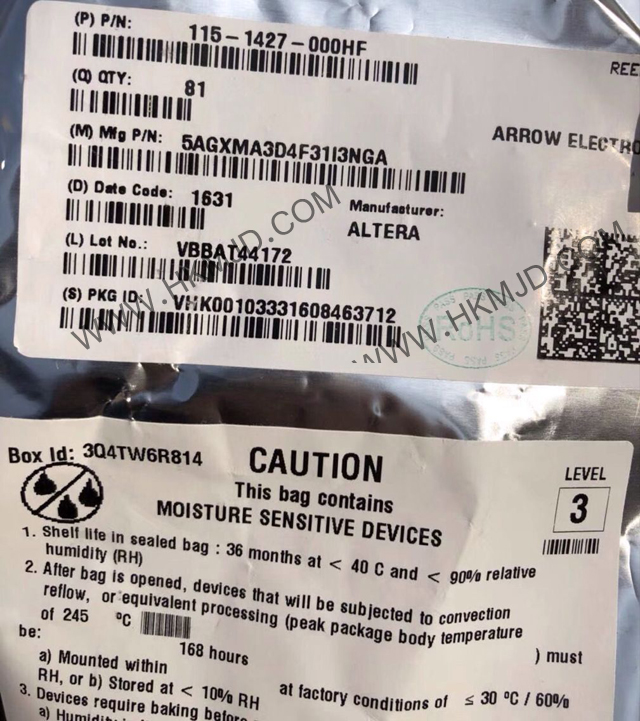 (P) P/N: 115-1427-000HF
REE
(Q) QTY: 81
ARROW ELECTRO
(M) Mfg P/N: 5AGXMA3D4F31I3NGA
(D) Date Code: 1631
Manufacturer:
ALTERA
(L) Lot No.: VBBAT44172
(S) PKG ID: VHK00103331608463712
RoHS
WWW.HKMJD.COM
WWW.HKMJD.COM
Box Id: 3Q4TW6R814
CAUTION
LEVEL
3
This bag contains
MOISTURE SENSITIVE DEVICES
1. Shelf life in sealed bag : 36 months at < 40 C and < 90% relative
humidity (RH)
2. After bag is opened, devices that will be subjected to convection
reflow, or equivalent processing (peak package body temperature
of 245 ºC ) must
be:
a) Mounted within 168 hours at factory conditions of ≤ 30 ºC / 60%
RH, or b) Stored at < 10% RH
3. Devices require baking before
a) Humidi